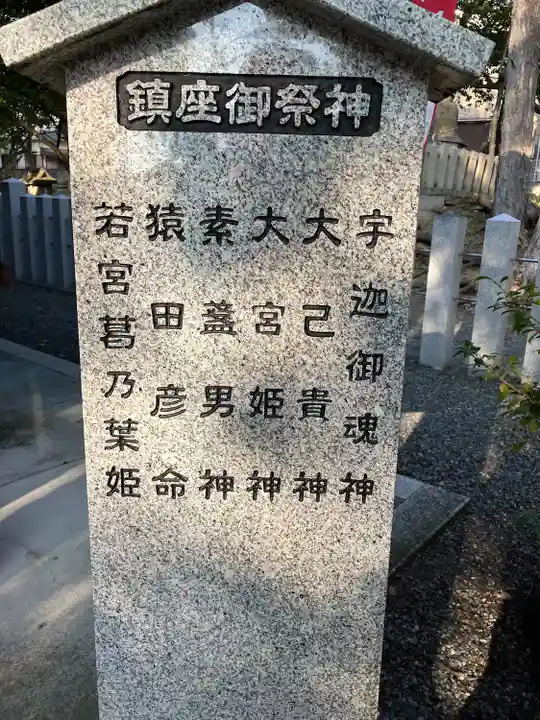 鎮座御祭神
宇迦御魂神
大己貴神
大宮姫神
素盞男神
猿田彦命
若宮葛乃葉姫